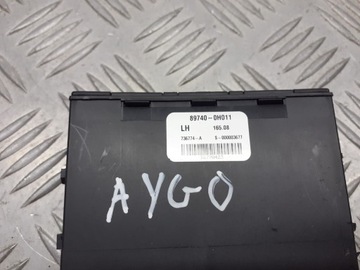 89740-0H011
LH 165.08
736774-A S-000003677
AYGO